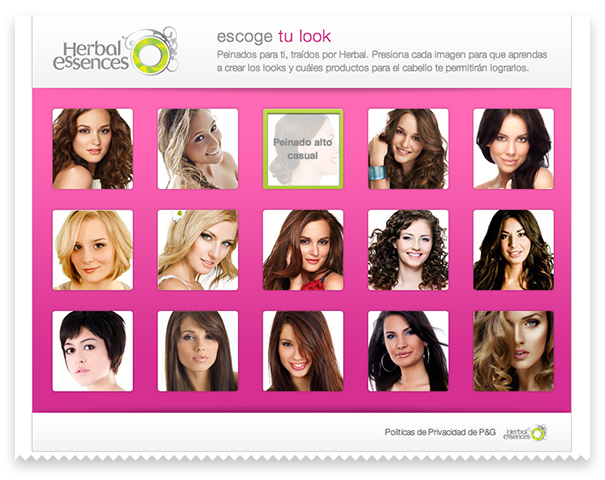 Herbal
essences
escoge tu look
Peinados para ti, traídos por Herbal. Presiona cada imagen para que aprendas
a crear los looks y cuáles productos para el cabello te permitirán lograrlos.
Peinado alto
casual
Políticas de Privacidad de P&G
Herbal
essences